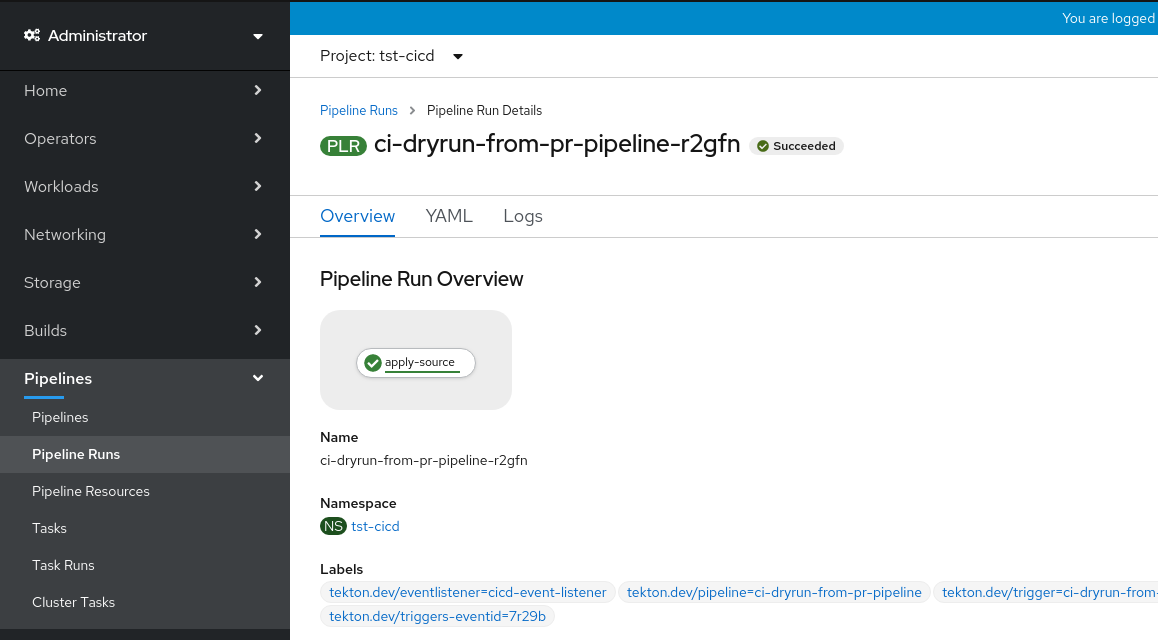 You are logged
Administrator
Project: tst-cicd
Home
Operators
Workloads
Networking
Storage
Builds
Pipelines
Pipelines
Pipeline Runs
Pipeline Resources
Tasks
Task Runs
Cluster Tasks
Pipeline Runs > Pipeline Run Details
PLR ci-dryrun-from-pr-pipeline-r2gfn Succeeded
Overview YAML Logs
Pipeline Run Overview
apply-source
Name
ci-dryrun-from-pr-pipeline-r2gfn
Namespace
NS tst-cicd
Labels
tekton.dev/eventlistener=cicd-event-listener tekton.dev/pipeline=ci-dryrun-from-pr-pipeline tekton.dev/trigger=ci-dryrun-from-
tekton.dev/triggers-eventid=7r29b